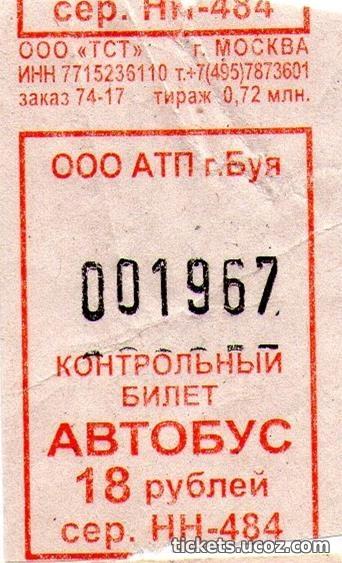 сер. НН-484
ООО «ТСТ» г. МОСКВА
ИНН 7715236110 т.+7(495)7873601
заказ 74-17 тираж 0,72 млн.
ООО АТП г.Буя
001967
КОНТРОЛЬНЫЙ
БИЛЕТ
АВТОБУС
18 рублей
сер. НН-484
tickets.ucoz.com